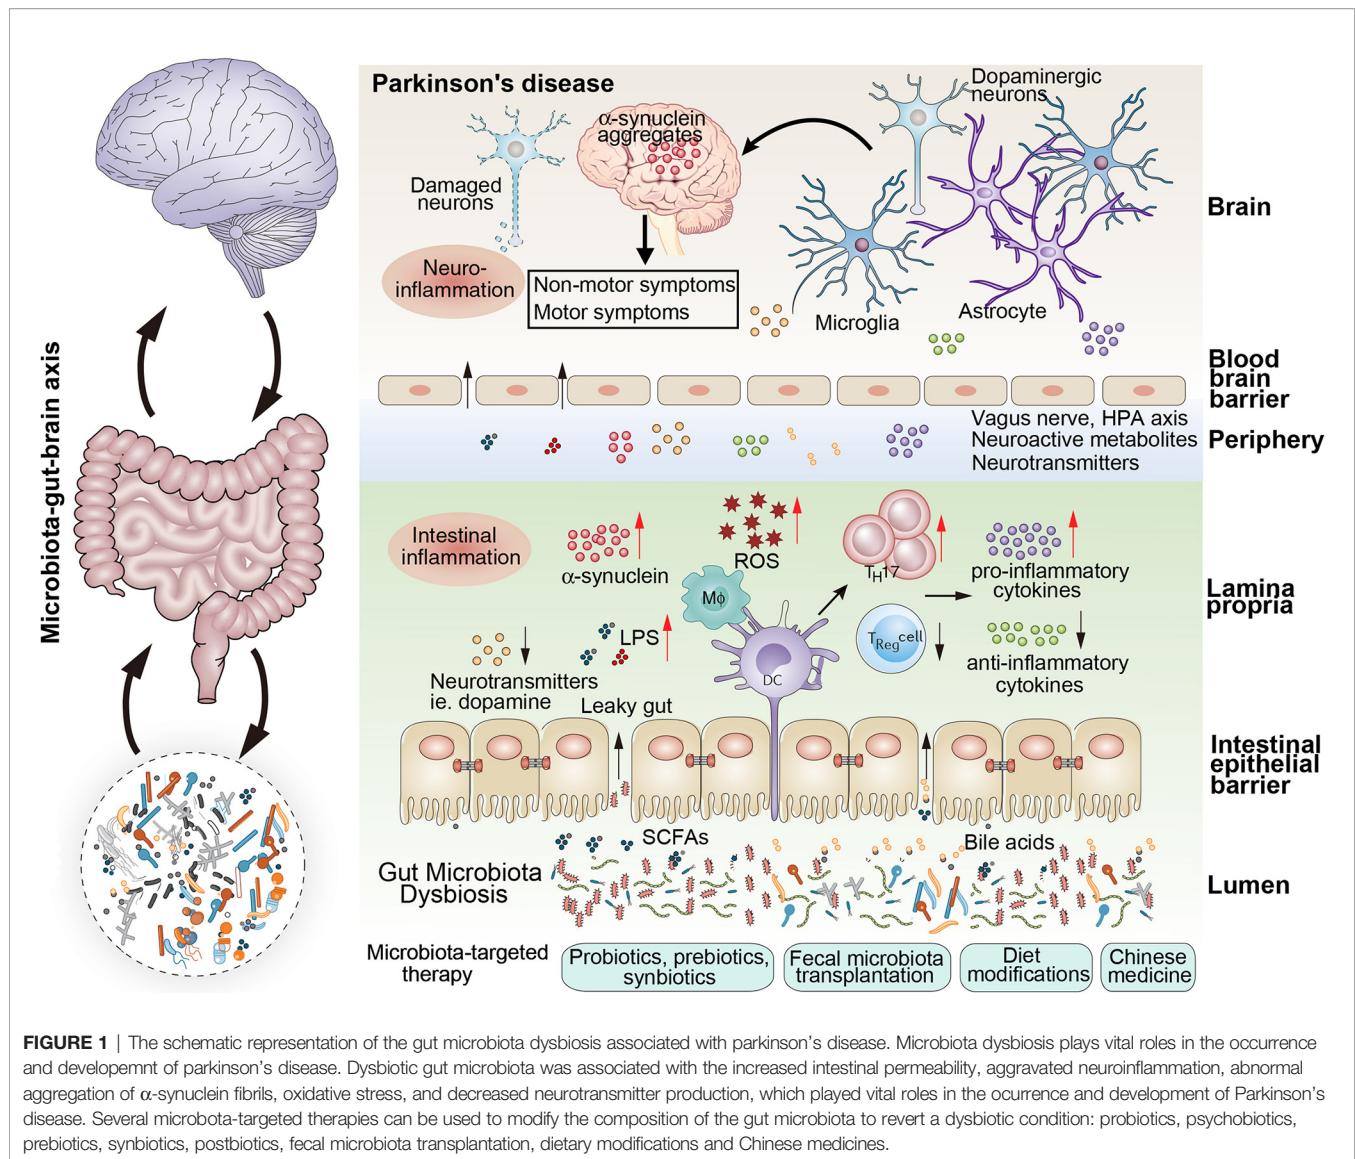 Parkinson's disease
Dopaminergic
neurons
α-synuclein
aggregates
Damaged
neurons
Brain
Neuro-
inflammation
Non-motor symptoms
Motor symptoms
Microglia
Astrocyte
Microbiota-gut-brain axis
Blood
brain
barrier
Vagus nerve, HPA axis
Neuroactive metabolites
Neurotransmitters
Periphery
Intestinal
inflammation
α-synuclein
ROS
TH17
pro-inflammatory
cytokines
Mϕ
Lamina
propria
LPS
TReg cell
anti-inflammatory
cytokines
DC
Neurotransmitters
ie. dopamine
Leaky gut
Intestinal
epithelial
barrier
SCFAs
Bile acids
Gut Microbiota
Dysbiosis
Lumen
Microbiota-targeted
therapy
Probiotics, prebiotics,
synbiotics
Fecal microbiota
transplantation
Diet
modifications
Chinese
medicine
FIGURE 1 | The schematic representation of the gut microbiota dysbiosis associated with parkinson's disease. Microbiota dysbiosis plays vital roles in the occurrence
and developemnt of parkinson's disease. Dysbiotic gut microbiota was associated with the increased intestinal permeability, aggravated neuroinflammation, abnormal
aggregation of α-synuclein fibrils, oxidative stress, and decreased neurotransmitter production, which played vital roles in the ocurrence and development of Parkinson's
disease. Several microbota-targeted therapies can be used to modify the composition of the gut microbiota to revert a dysbiotic condition: probiotics, psychobiotics,
prebiotics, synbiotics, postbiotics, fecal microbiota transplantation, dietary modifications and Chinese medicines.